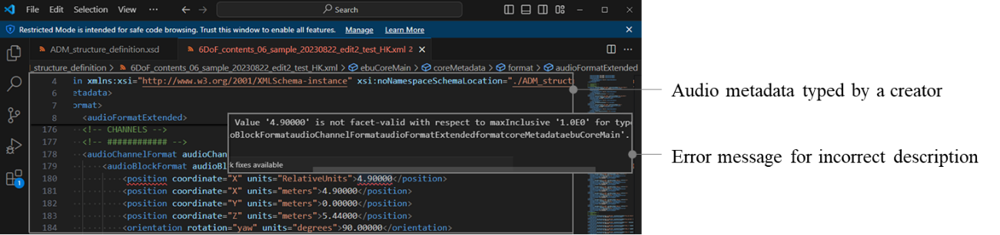 File Edit Selection View ··· Search
Restricted Mode is intended for safe code browsing. Trust this window to enable all features. Manage Learn More
ADM_structure_definition.xsd 6DoF_contents_06_sample_20230822_edit2_test_HK.xml 2
_structure_definition > 6DoF_contents_06_sample_20230822_edit2_test_HK.xml > ebuCoreMain > coreMetadata > format > audioFormatExtended
4 in xmlns:xsi="http://www.w3.org/2001/XMLSchema-instance" xsi:noNamespaceSchemaLocation="./ADM_struct
Audio metadata typed by a creator
6 etadata>
7 ormat>
8 <audioFormatExtended>
Value '4.90000' is not facet-valid with respect to maxInclusive '1.0E0' for typ
176 <!-- CHANNELS -->
oBlockFormataudioChannelFormataudioFormatExtendedformatcoreMetadataebuCoreMain'.
177 <!-- ############ -->
178 <audioChannelFormat audioCha
Error message for incorrect description
179 <audioBlockFormat audioBl
k fixes available
180 <position coordinate="X" units="RelativeUnits">4.90000</position>
181 <position coordinate="X" units="meters">4.90000</position>
182 <position coordinate="Y" units="meters">0.00000</position>
183 <position coordinate="Z" units="meters">5.44000</position>
184 <orientation rotation="yaw" units="degrees">90.00000</orientation>
1